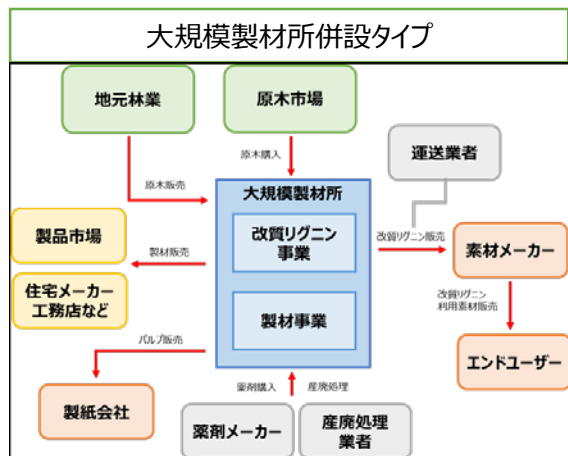 大規模製材所併設タイプ
地元林業
原木市場
運送業者
原木購入
原木販売
大規模製材所
改質リグニン
事業
製材事業
製品市場
製材販売
住宅メーカー
工務店など
改質リグニン販売
素材メーカー
改質リグニン
利用素材販売
パルプ販売
エンドユーザー
製紙会社
薬剤購入
産廃処理
薬剤メーカー
産廃処理
業者